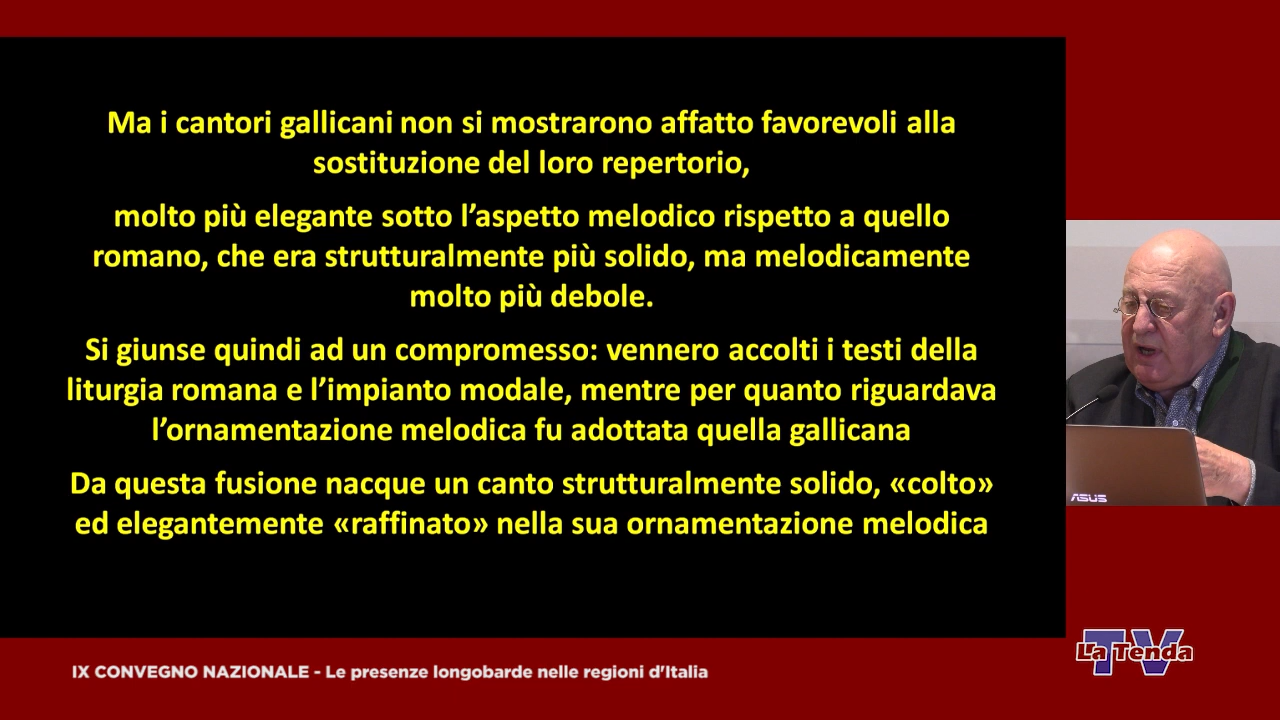 Ma i cantori gallicani non si mostrarono affatto favorevoli alla
sostituzione del loro repertorio,
molto più elegante sotto l’aspetto melodico rispetto a quello
romano, che era strutturalmente più solido, ma melodicamente
molto più debole.
Si giunse quindi ad un compromesso: vennero accolti i testi della
liturgia romana e l’impianto modale, mentre per quanto riguardava
l’ornamentazione melodica fu adottata quella gallicana
Da questa fusione nacque un canto strutturalmente solido, «colto»
ed elegantemente «raffinato» nella sua ornamentazione melodica
ASUS
TV
La Tenda
IX CONVEGNO NAZIONALE - Le presenze longobarde nelle regioni d'Italia